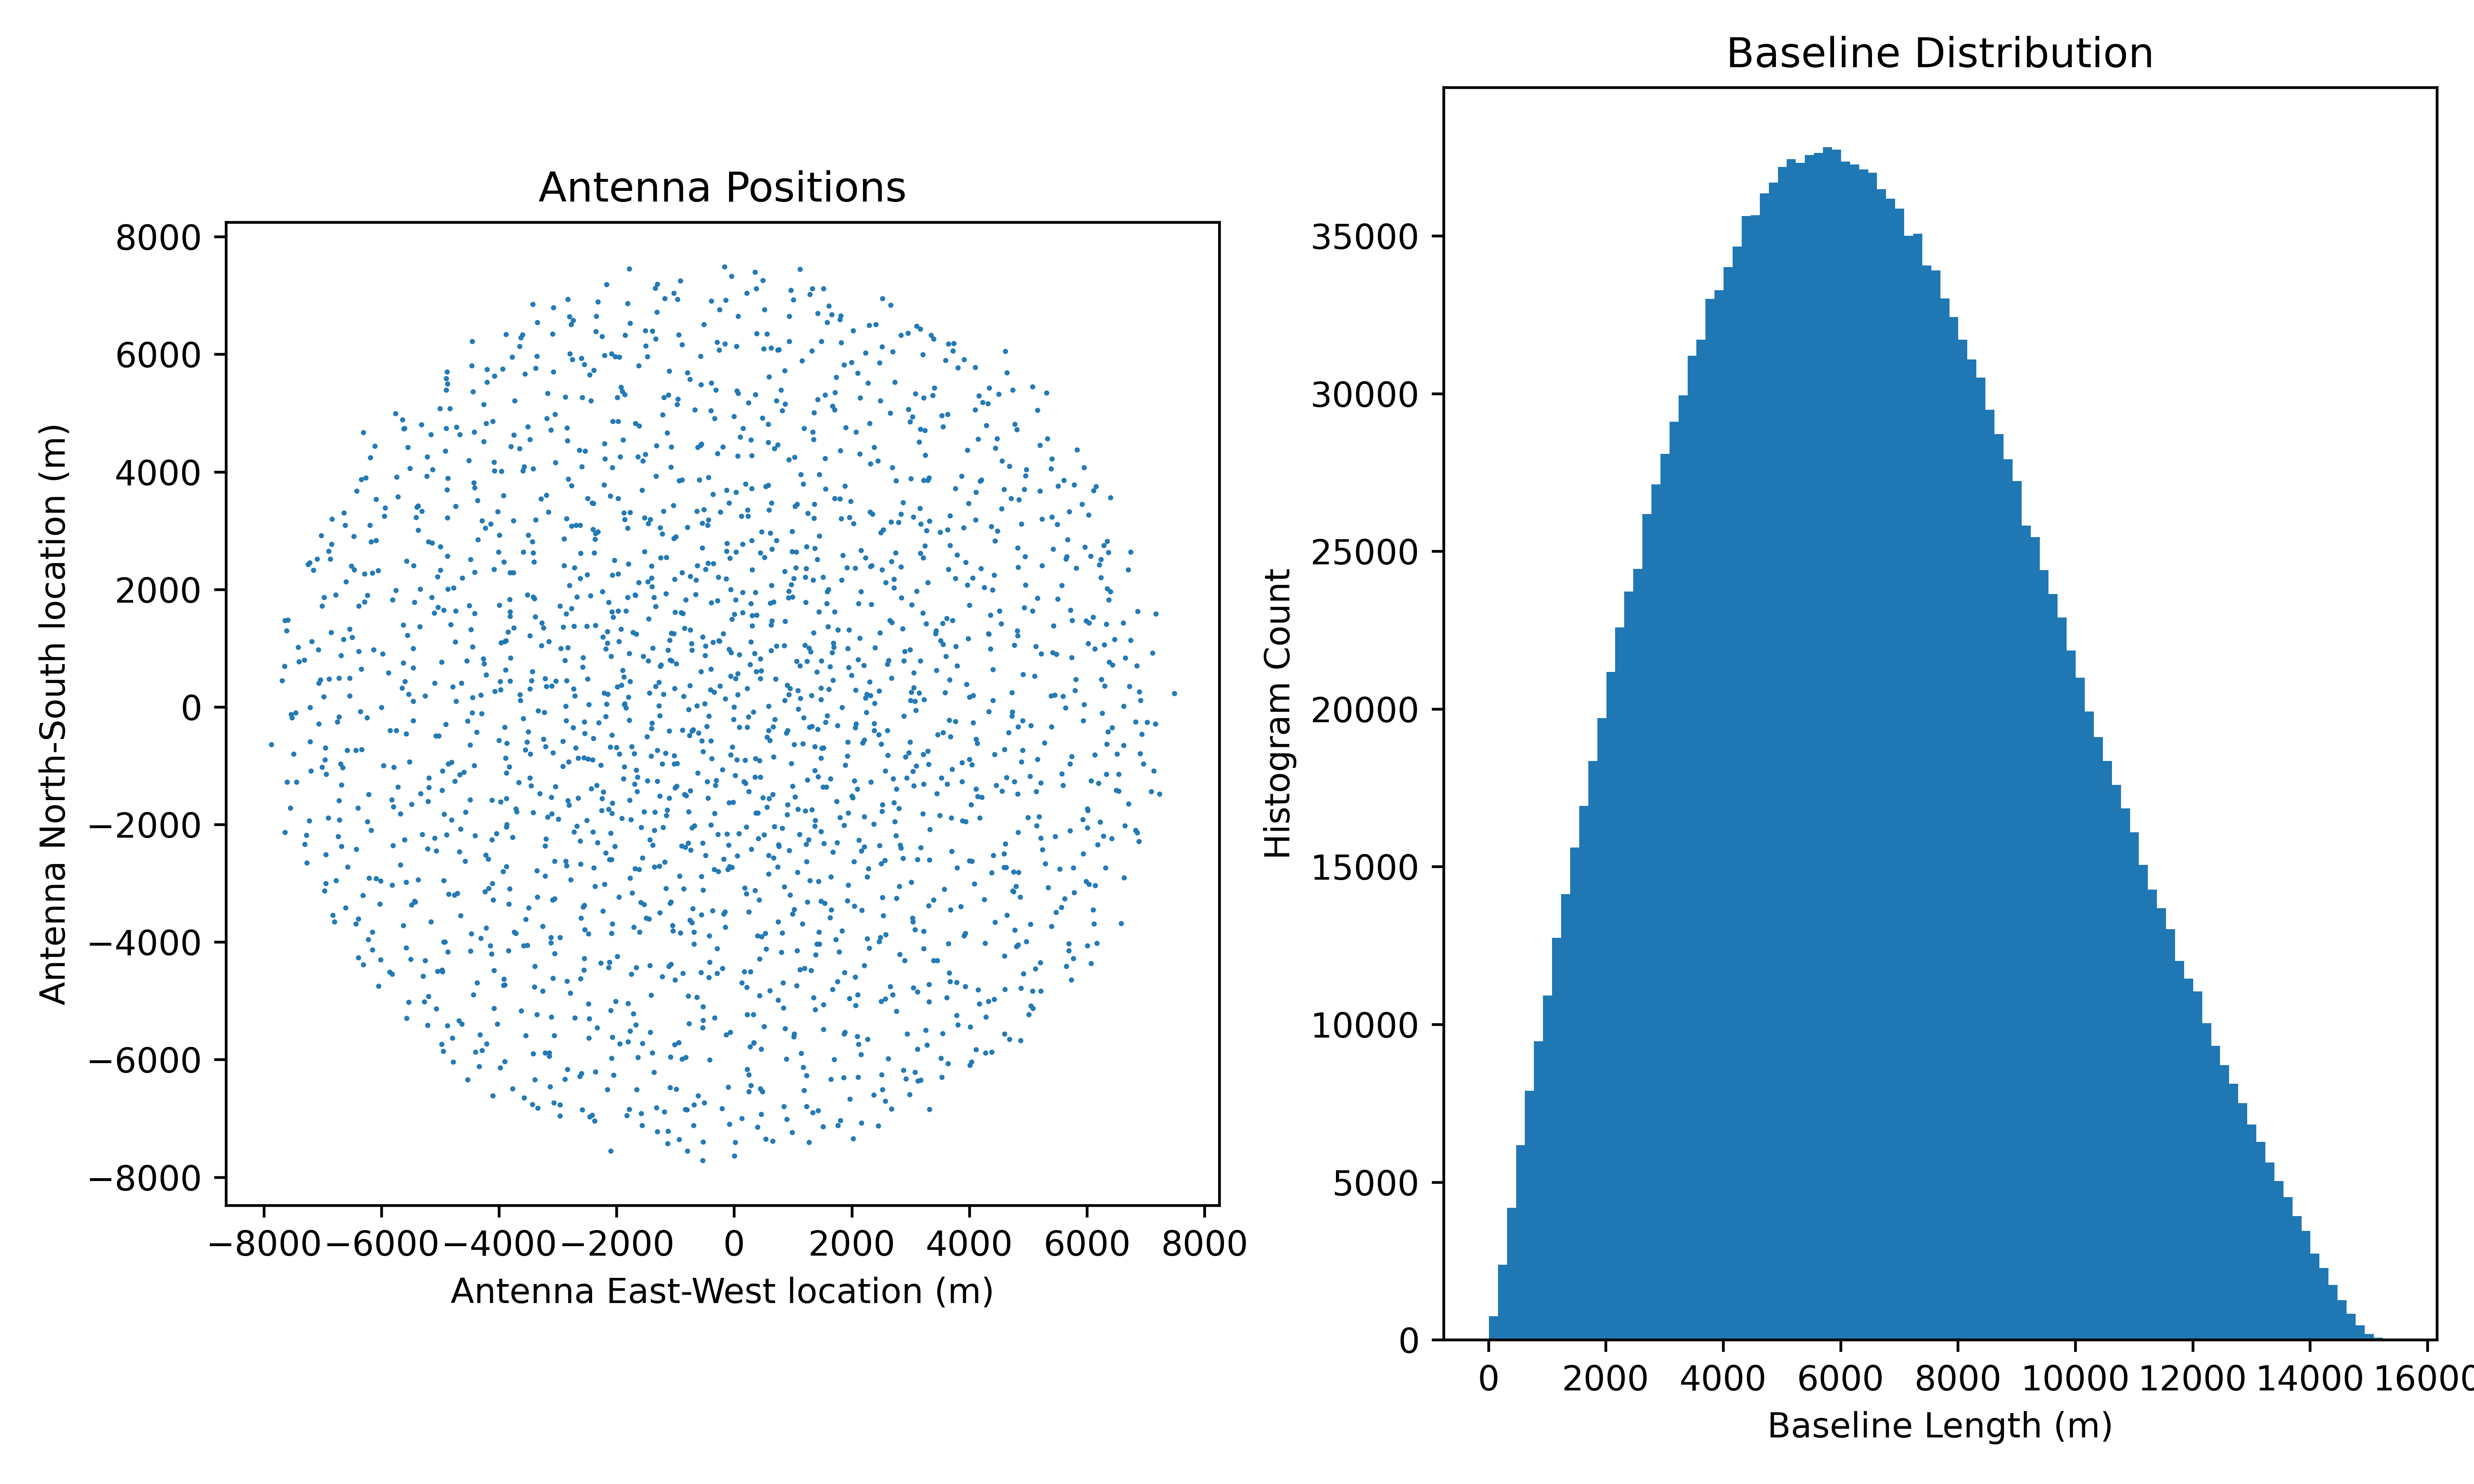 Antenna Positions
8000
6000
4000
2000
0
−2000
−4000
−6000
−8000
Antenna North-South location (m)
−8000 −6000 −4000 −2000 0 2000 4000 6000 8000
Antenna East-West location (m)
Baseline Distribution
35000
30000
25000
20000
15000
10000
5000
0
Histogram Count
0 2000 4000 6000 8000 10000 12000 14000 16000
Baseline Length (m)